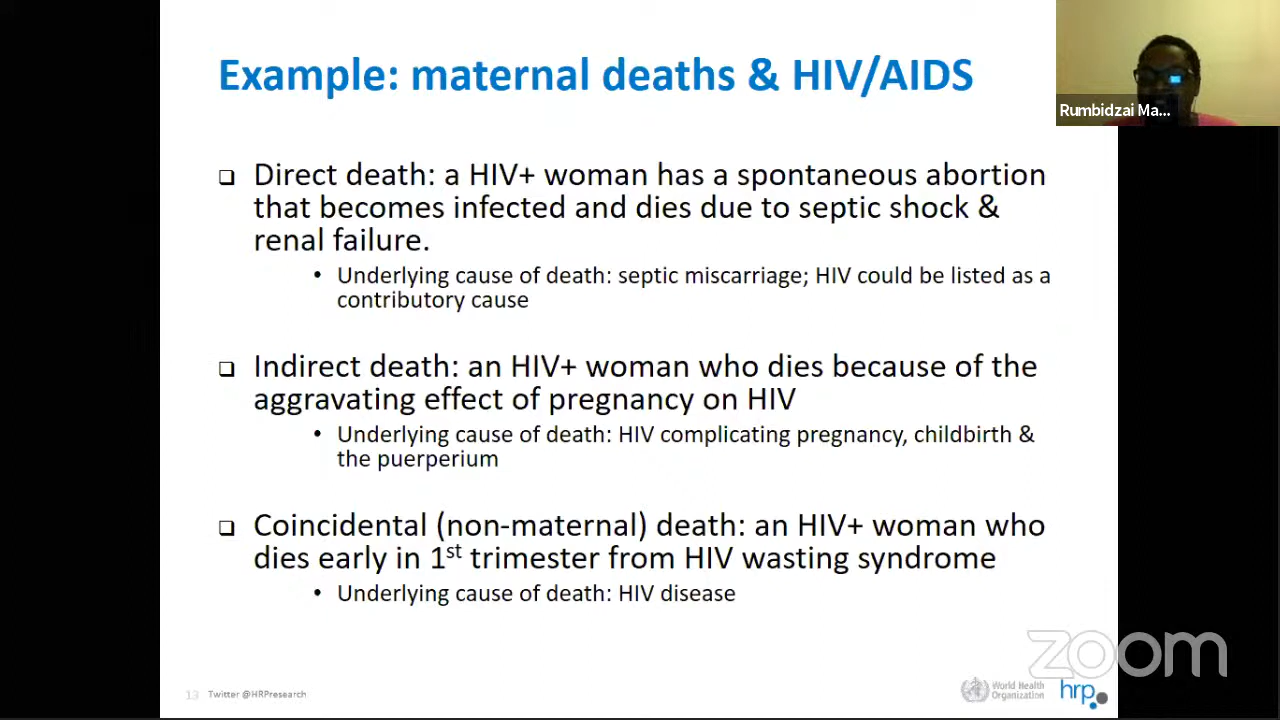 Example: maternal deaths & HIV/AIDS
Rumbidzai Ma...
❑ Direct death: a HIV+ woman has a spontaneous abortion
that becomes infected and dies due to septic shock &
renal failure.
• Underlying cause of death: septic miscarriage; HIV could be listed as a
contributory cause
❑ Indirect death: an HIV+ woman who dies because of the
aggravating effect of pregnancy on HIV
• Underlying cause of death: HIV complicating pregnancy, childbirth &
the puerperium
❑ Coincidental (non-maternal) death: an HIV+ woman who
dies early in 1st trimester from HIV wasting syndrome
• Underlying cause of death: HIV disease
zoom
13 Twitter @HRPresearch
World Health
Organization
hrp